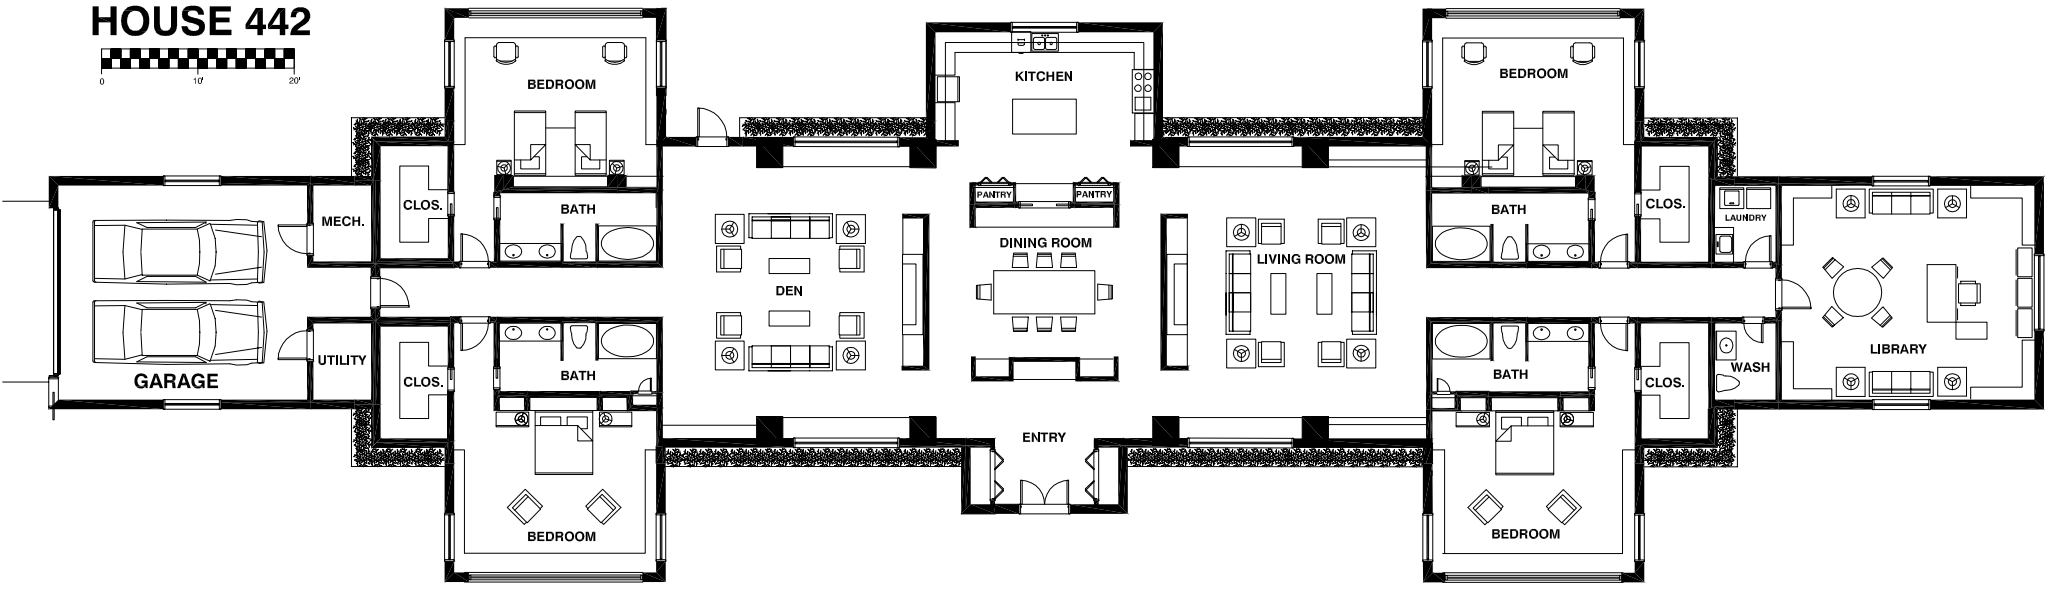 HOUSE 442
0 10' 20'
BEDROOM
KITCHEN
BEDROOM
PANTRY PANTRY
MECH.
CLOS.
BATH
BATH
CLOS.
LAUNDRY
DINING ROOM
LIVING ROOM
DEN
UTILITY
GARAGE
CLOS.
BATH
BATH
CLOS.
WASH
LIBRARY
ENTRY
BEDROOM
BEDROOM